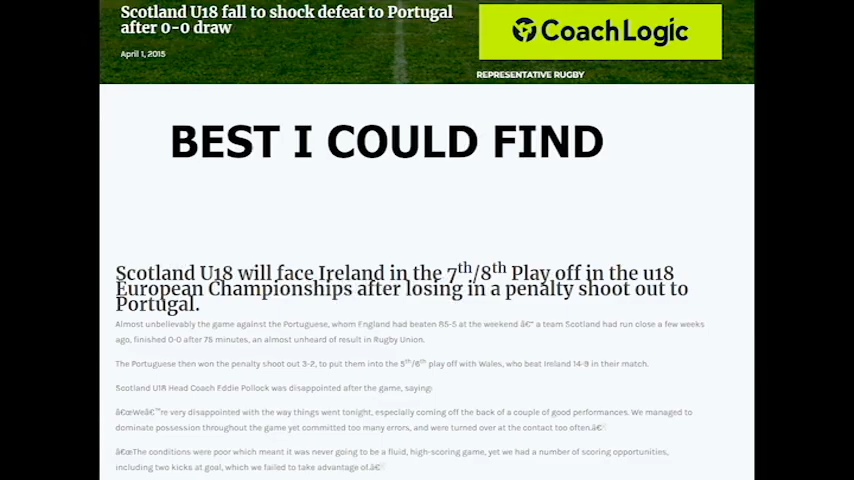 Scotland U18 fall to shock defeat to Portugal
after 0-0 draw
April 1, 2015
CoachLogic
REPRESENTATIVE RUGBY
BEST I COULD FIND
Scotland U18 will face Ireland in the 7th/8th Play off in the u18
European Championships after losing in a penalty shoot out to
Portugal.
Almost unbelievably the game against the Portuguese, whom England had beaten 85-5 at the weekend â€“ a team Scotland had run close a few weeks
ago, finished 0-0 after 75 minutes, an almost unheard of result in Rugby Union.
The Portuguese then won the penalty shoot out 3-2, to put them into the 5th/6th play off with Wales, who beat Ireland 14-9 in their match.
Scotland U18 Head Coach Eddie Pollock was disappointed after the game, saying:
â€œWeâ€™re very disappointed with the way things went tonight, especially coming off the back of a couple of good performances. We managed to
dominate possession throughout the game yet committed too many errors, and were turned over at the contact too often.â€
â€œThe conditions were poor which meant it was never going to be a fluid, high-scoring game, yet we had a number of scoring opportunities,
including two kicks at goal, which we failed to take advantage of.â€